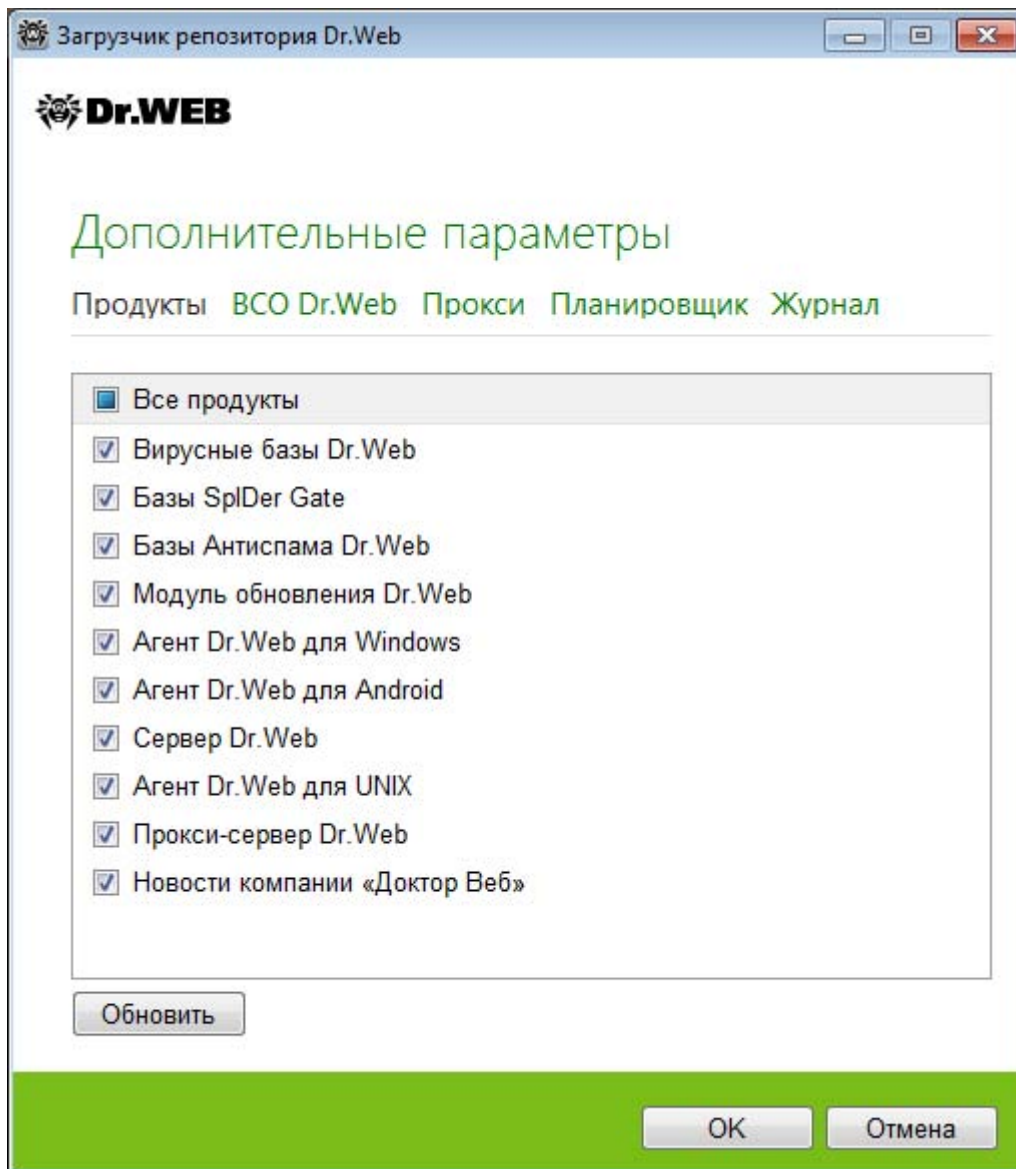 Загрузчик репозитория Dr.Web
Dr.WEB
Дополнительные параметры
Продукты ВСО Dr.Web Прокси Планировщик Журнал
Все продукты
Вирусные базы Dr.Web
Базы SpIDer Gate
Базы Антиспама Dr.Web
Модуль обновления Dr.Web
Агент Dr.Web для Windows
Агент Dr.Web для Android
Сервер Dr.Web
Агент Dr.Web для UNIX
Прокси-сервер Dr.Web
Новости компании «Доктор Веб»
Обновить
OK Отмена